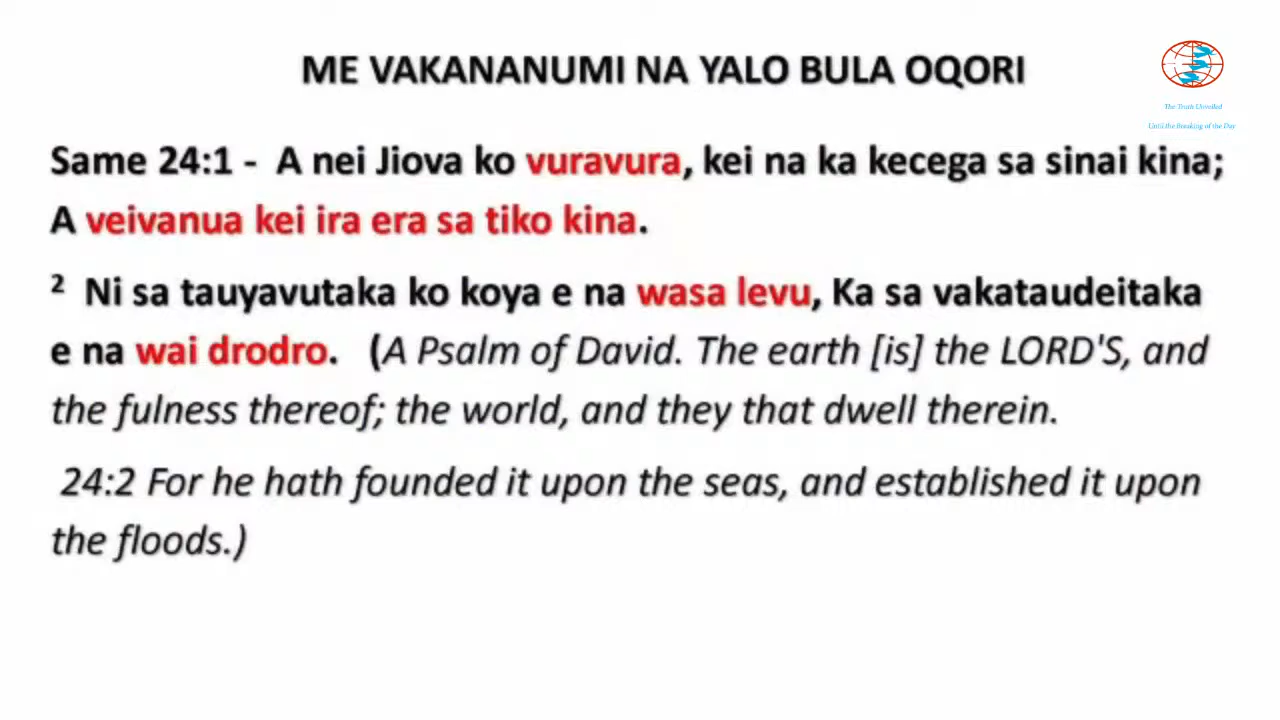 ME VAKANANUMI NA YALO BULA OQORI
The Truth Unveiled
Until the Breaking of the Day
Same 24:1 - A nei Jiova ko vuravura, kei na ka kecega sa sinai kina;
A veivanua kei ira era sa tiko kina.
2 Ni sa tauyavutaka ko koya e na wasa levu, Ka sa vakataudeitaka
e na wai drodro. (A Psalm of David. The earth [is] the LORD'S, and
the fulness thereof; the world, and they that dwell therein.
24:2 For he hath founded it upon the seas, and established it upon
the floods.)